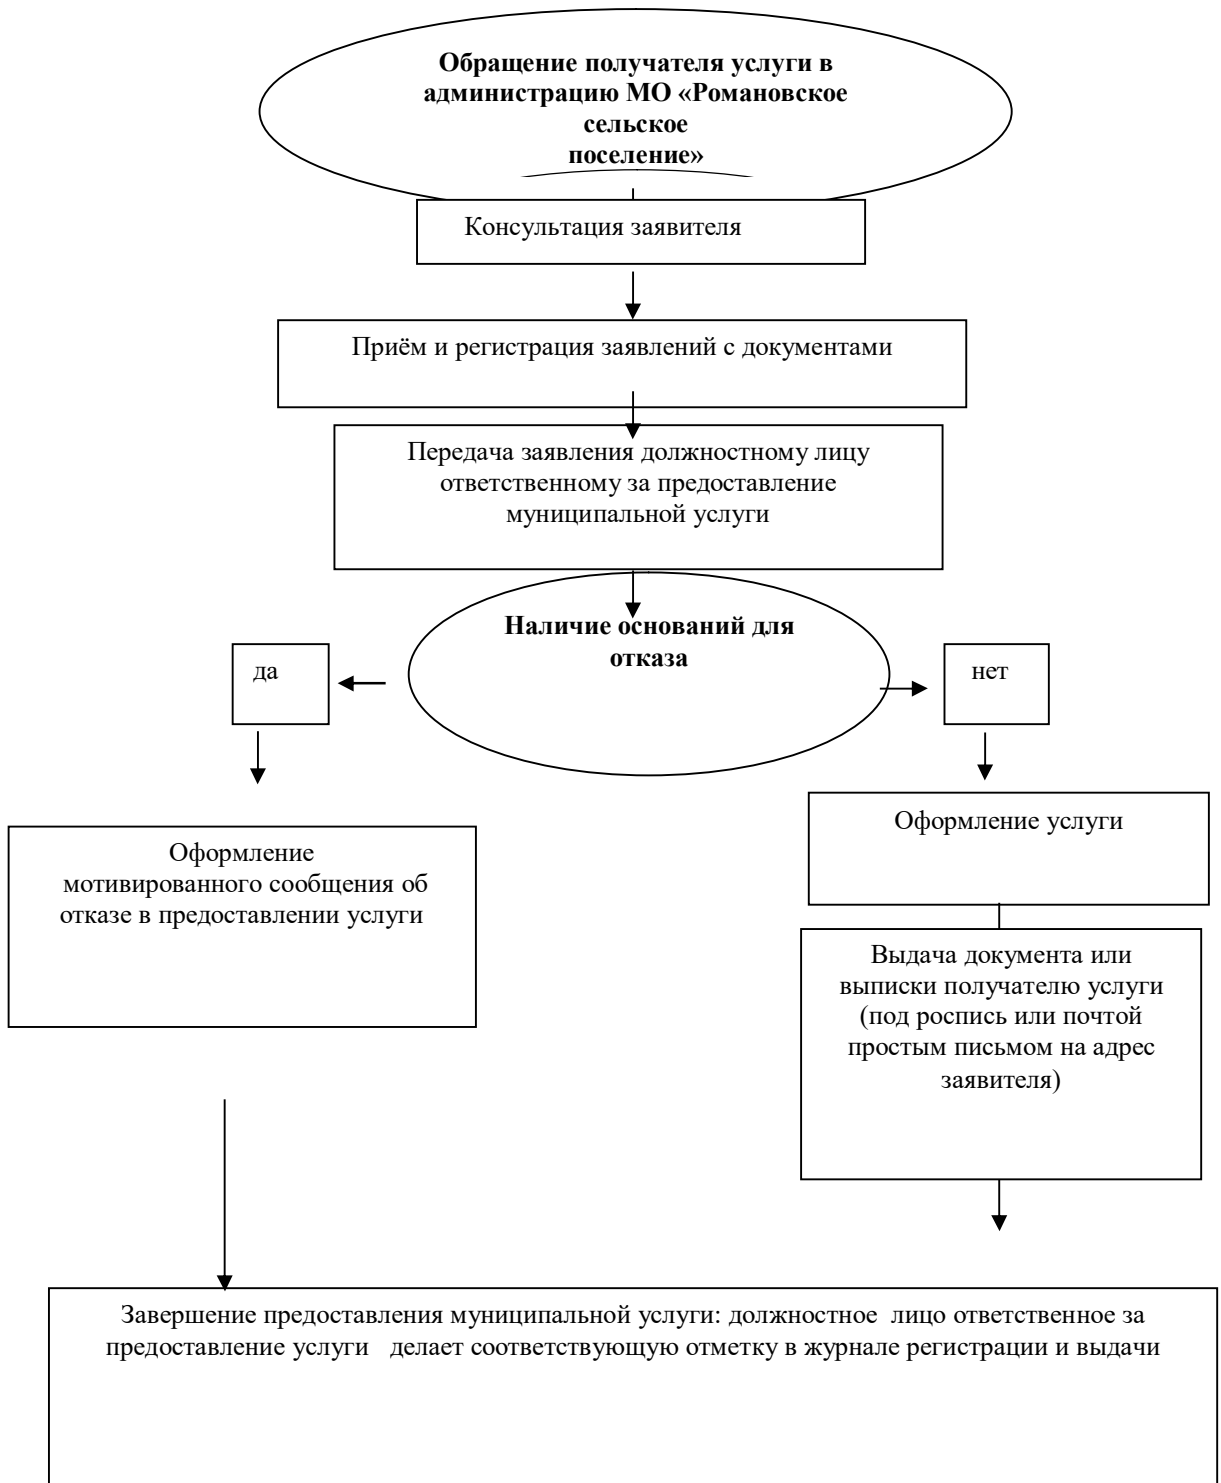 Обращение получателя услуги в
администрацию МО «Романовское
сельское
поселение»
Консультация заявителя
Приём и регистрация заявлений с документами
Передача заявления должностному лицу
ответственному за предоставление
муниципальной услуги
Наличие оснований для
отказа
да
нет
Оформление
мотивированного сообщения об
отказе в предоставлении услуги
Оформление услуги
Выдача документа или
выписки получателю услуги
(под роспись или почтой
простым письмом на адрес
заявителя)
Завершение предоставления муниципальной услуги: должностное лицо ответственное за
предоставление услуги делает соответствующую отметку в журнале регистрации и выдачи